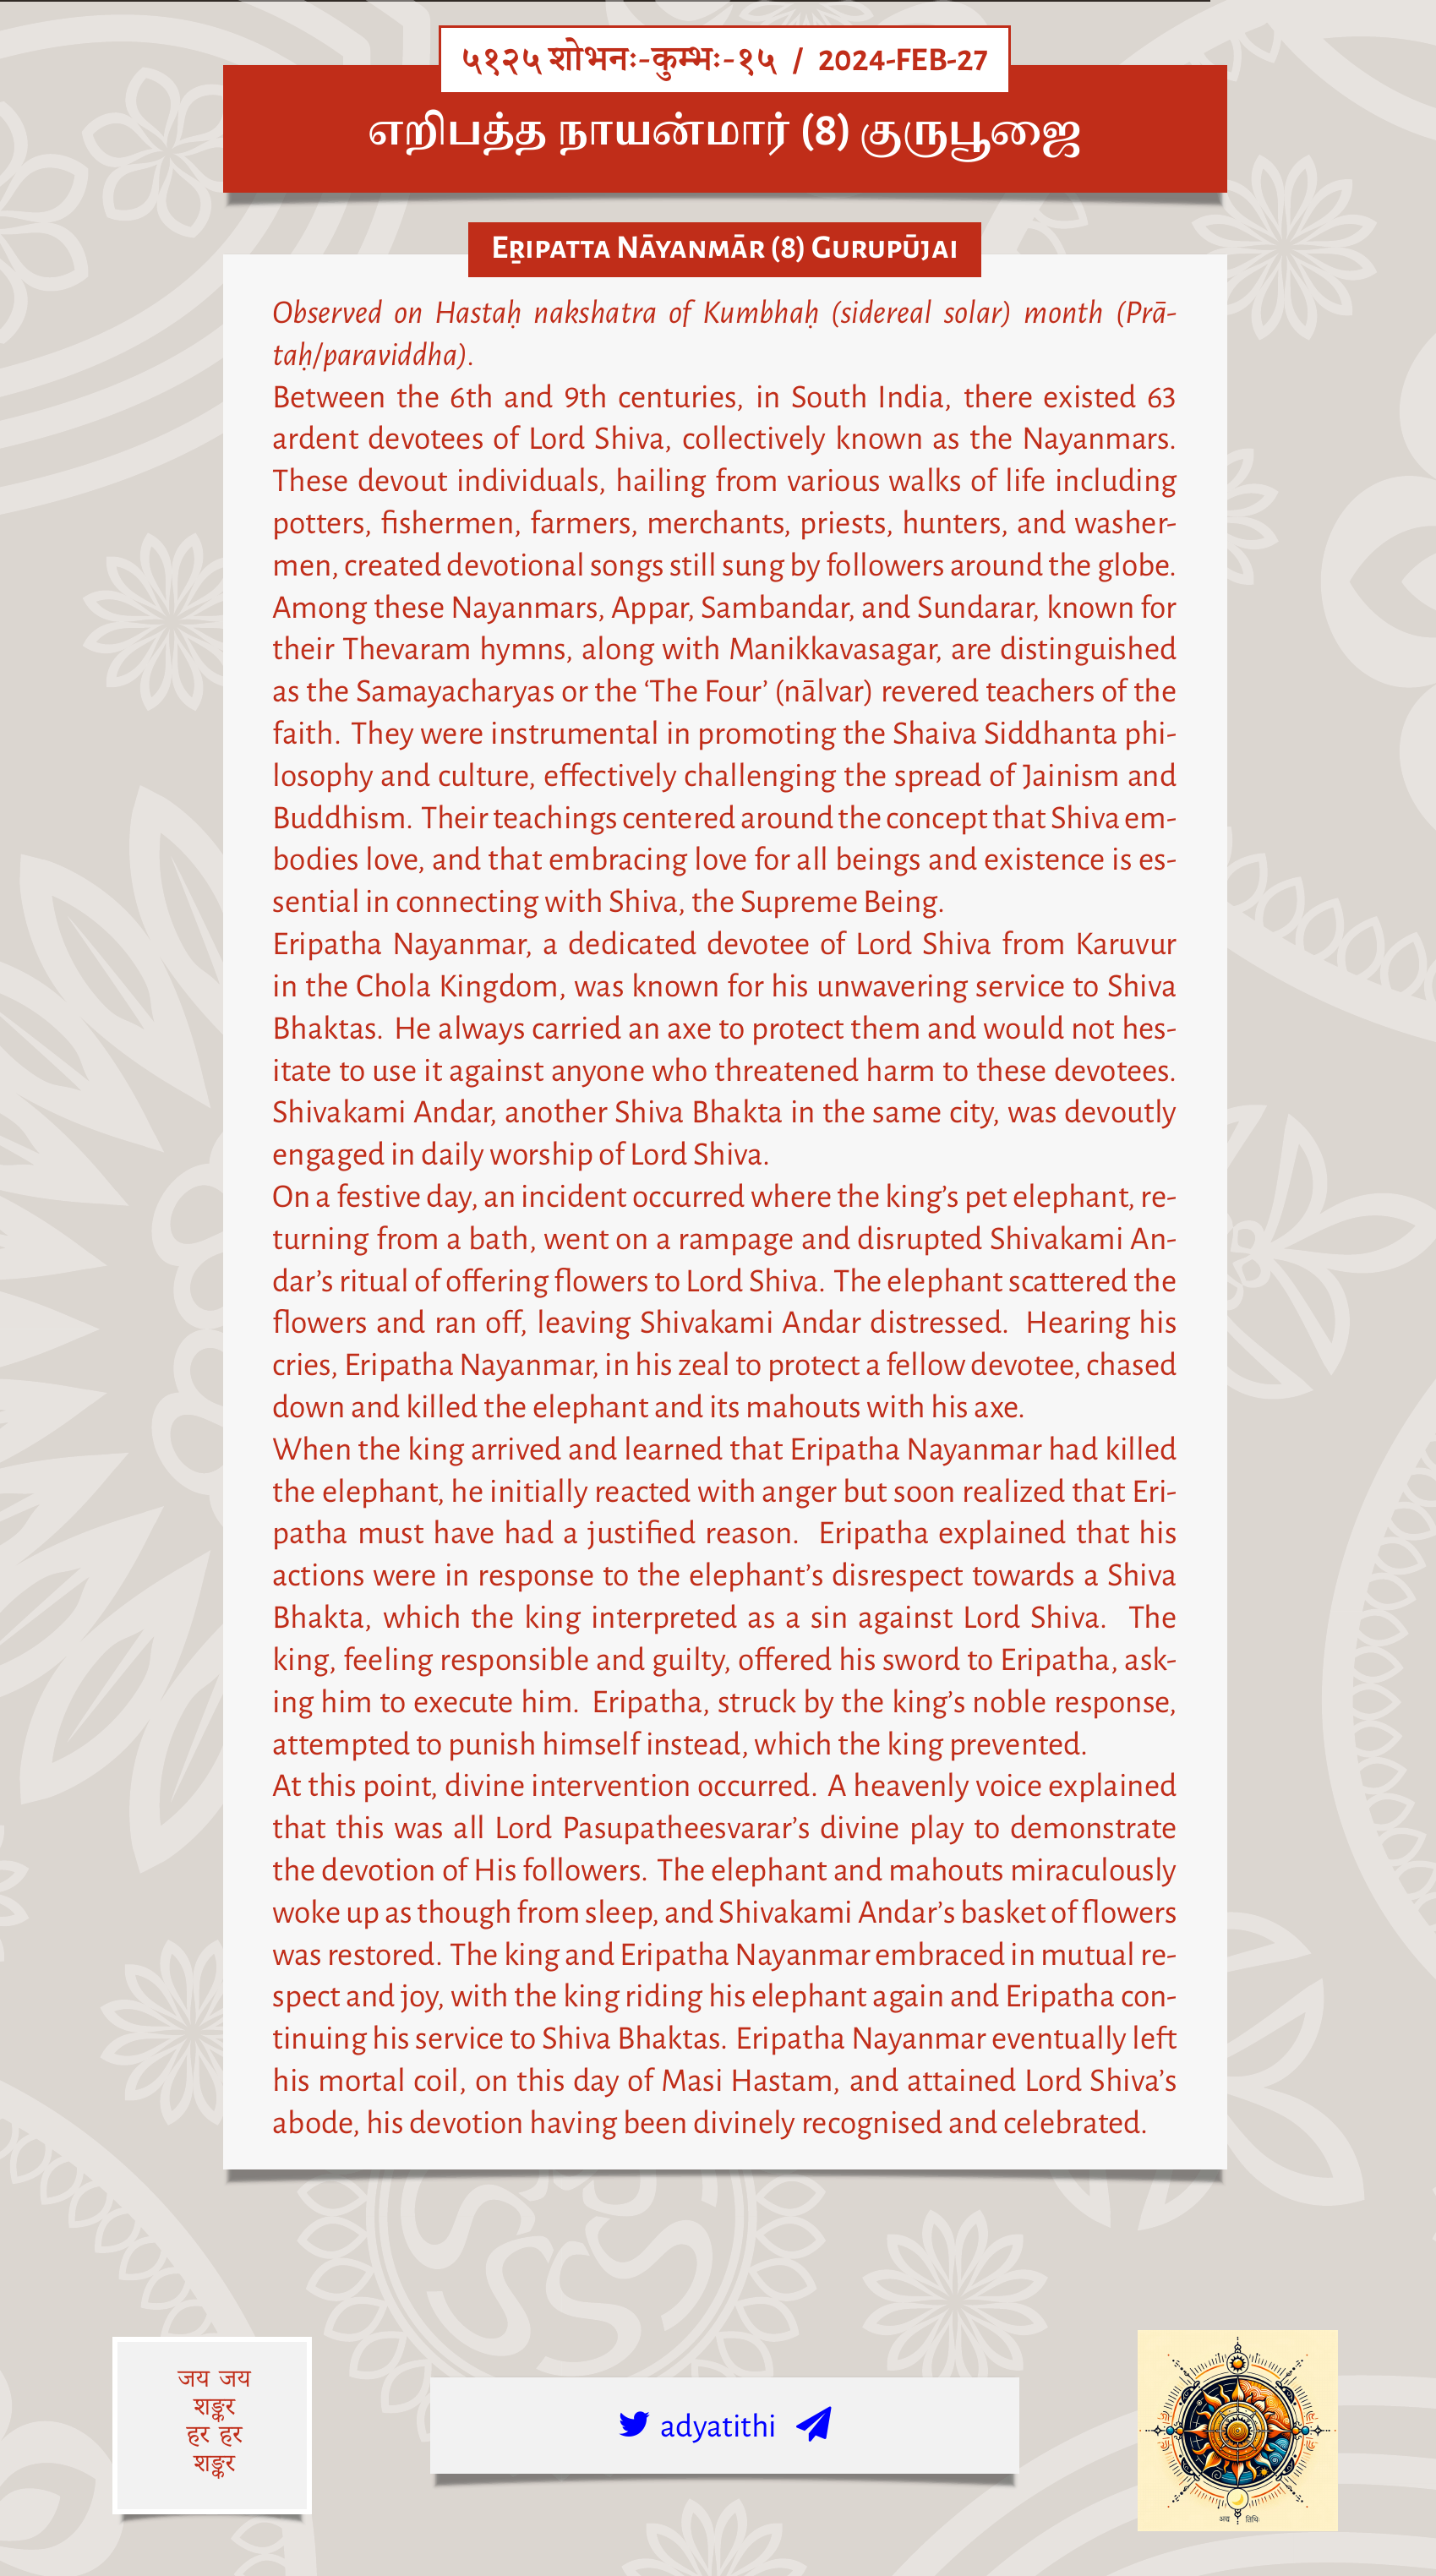 ५१२५ शोभनः-कुम्भः-१५ / 2024-FEB-27
எறிபத்த நாயன்மார் (8) குருபூஜை
Eṟipatta Nāyanmār (8) Gurupūjai
Observed on Hastaḥ nakshatra of Kumbhaḥ (sidereal solar) month (Prā-
taḥ/paraviddha).
Between the 6th and 9th centuries, in South India, there existed 63
ardent devotees of Lord Shiva, collectively known as the Nayanmars.
These devout individuals, hailing from various walks of life including
potters, fishermen, farmers, merchants, priests, hunters, and washer-
men, created devotional songs still sung by followers around the globe.
Among these Nayanmars, Appar, Sambandar, and Sundarar, known for
their Thevaram hymns, along with Manikkavasagar, are distinguished
as the Samayacharyas or the ‘The Four’ (nālvar) revered teachers of the
faith. They were instrumental in promoting the Shaiva Siddhanta phi-
losophy and culture, effectively challenging the spread of Jainism and
Buddhism. Their teachings centered around the concept that Shiva em-
bodies love, and that embracing love for all beings and existence is es-
sential in connecting with Shiva, the Supreme Being.
Eripatha Nayanmar, a dedicated devotee of Lord Shiva from Karuvur
in the Chola Kingdom, was known for his unwavering service to Shiva
Bhaktas. He always carried an axe to protect them and would not hes-
itate to use it against anyone who threatened harm to these devotees.
Shivakami Andar, another Shiva Bhakta in the same city, was devoutly
engaged in daily worship of Lord Shiva.
On a festive day, an incident occurred where the king’s pet elephant, re-
turning from a bath, went on a rampage and disrupted Shivakami An-
dar’s ritual of offering flowers to Lord Shiva. The elephant scattered the
flowers and ran off, leaving Shivakami Andar distressed. Hearing his
cries, Eripatha Nayanmar, in his zeal to protect a fellow devotee, chased
down and killed the elephant and its mahouts with his axe.
When the king arrived and learned that Eripatha Nayanmar had killed
the elephant, he initially reacted with anger but soon realized that Eri-
patha must have had a justified reason. Eripatha explained that his
actions were in response to the elephant’s disrespect towards a Shiva
Bhakta, which the king interpreted as a sin against Lord Shiva. The
king, feeling responsible and guilty, offered his sword to Eripatha, ask-
ing him to execute him. Eripatha, struck by the king’s noble response,
attempted to punish himself instead, which the king prevented.
At this point, divine intervention occurred. A heavenly voice explained
that this was all Lord Pasupatheesvarar’s divine play to demonstrate
the devotion of His followers. The elephant and mahouts miraculously
woke up as though from sleep, and Shivakami Andar’s basket of flowers
was restored. The king and Eripatha Nayanmar embraced in mutual re-
spect and joy, with the king riding his elephant again and Eripatha con-
tinuing his service to Shiva Bhaktas. Eripatha Nayanmar eventually left
his mortal coil, on this day of Masi Hastam, and attained Lord Shiva’s
abode, his devotion having been divinely recognised and celebrated.
जय जय
शङ्कर
हर हर
शङ्कर
adyatithi
अद्य तिथिः